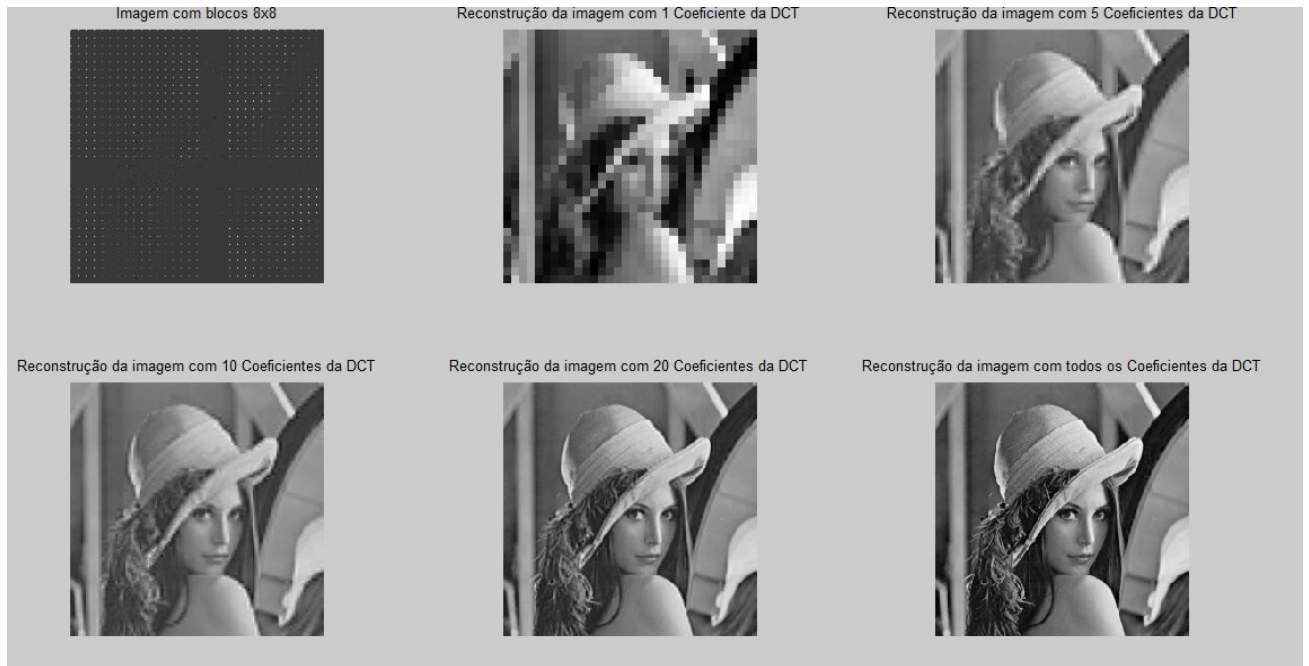 Imagem com blocos 8x8
Reconstrução da imagem com 1 Coeficiente da DCT
Reconstrução da imagem com 5 Coeficientes da DCT
Reconstrução da imagem com 10 Coeficientes da DCT
Reconstrução da imagem com 20 Coeficientes da DCT
Reconstrução da imagem com todos os Coeficientes da DCT